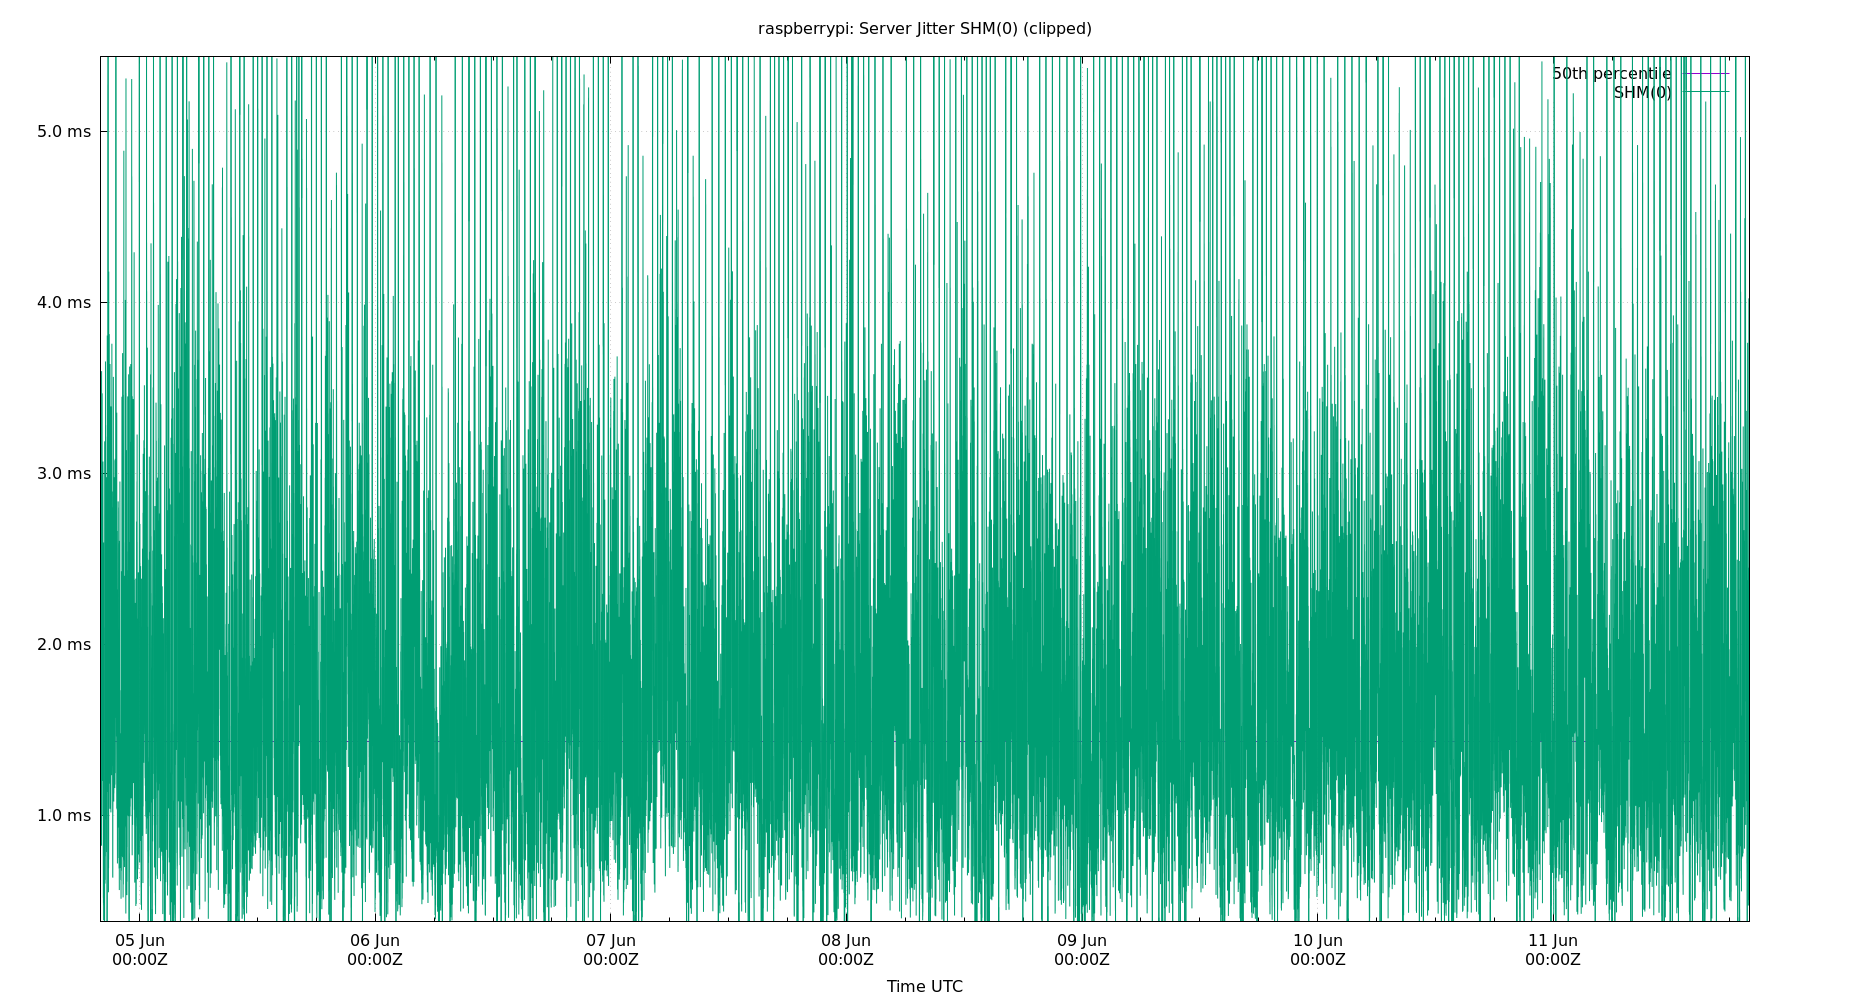 raspberrypi: Server Jitter SHM(0) (clipped)
50th percentile
SHM(0)
5.0 ms
4.0 ms
3.0 ms
2.0 ms
1.0 ms
05 Jun 06 Jun 07 Jun 08 Jun 09 Jun 10 Jun 11 Jun
00:00Z 00:00Z 00:00Z 00:00Z 00:00Z 00:00Z 00:00Z
Time UTC